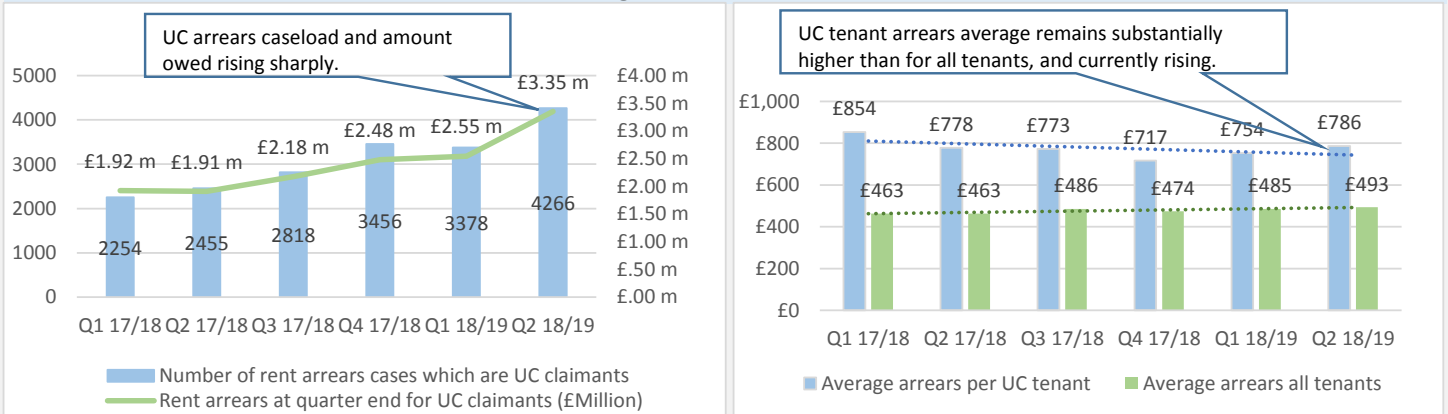 UC arrears caseload and amount
owed rising sharply.
5000
4000
3000
2000
1000
0
£4.00 m
£3.50 m
£3.00 m
£2.50 m
£2.00 m
£1.50 m
£1.00 m
£.50 m
£.00 m
£1.92 m
£1.91 m
£2.18 m
£2.48 m
£2.55 m
£3.35 m
2254
2455
2818
3456
3378
4266
Q1 17/18 Q2 17/18 Q3 17/18 Q4 17/18 Q1 18/19 Q2 18/19
Number of rent arrears cases which are UC claimants
Rent arrears at quarter end for UC claimants (£Million)
UC tenant arrears average remains substantially
higher than for all tenants, and currently rising.
£1,000
£800
£600
£400
£200
£0
£854
£778
£773
£717
£754
£786
£463
£463
£486
£474
£485
£493
Q1 17/18 Q2 17/18 Q3 17/18 Q4 17/18 Q1 18/19 Q2 18/19
Average arrears per UC tenant Average arrears all tenants